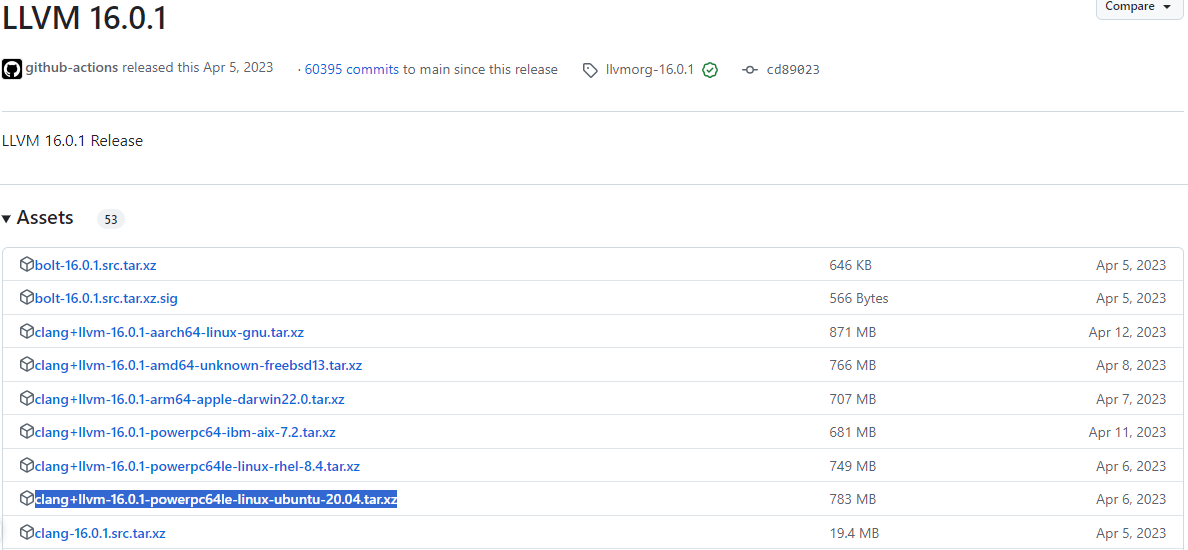 LLVM 16.0.1
Compare
github-actions released this Apr 5, 2023 · 60395 commits to main since this release llvmorg-16.0.1 cd89023
LLVM 16.0.1 Release
Assets 53
bolt-16.0.1.src.tar.xz 646 KB Apr 5, 2023
bolt-16.0.1.src.tar.xz.sig 566 Bytes Apr 5, 2023
clang+llvm-16.0.1-aarch64-linux-gnu.tar.xz 871 MB Apr 12, 2023
clang+llvm-16.0.1-amd64-unknown-freebsd13.tar.xz 766 MB Apr 8, 2023
clang+llvm-16.0.1-arm64-apple-darwin22.0.tar.xz 707 MB Apr 7, 2023
clang+llvm-16.0.1-powerpc64-ibm-aix-7.2.tar.xz 681 MB Apr 11, 2023
clang+llvm-16.0.1-powerpc64le-linux-rhel-8.4.tar.xz 749 MB Apr 6, 2023
clang+llvm-16.0.1-powerpc64le-linux-ubuntu-20.04.tar.xz 783 MB Apr 6, 2023
clang-16.0.1.src.tar.xz 19.4 MB Apr 5, 2023